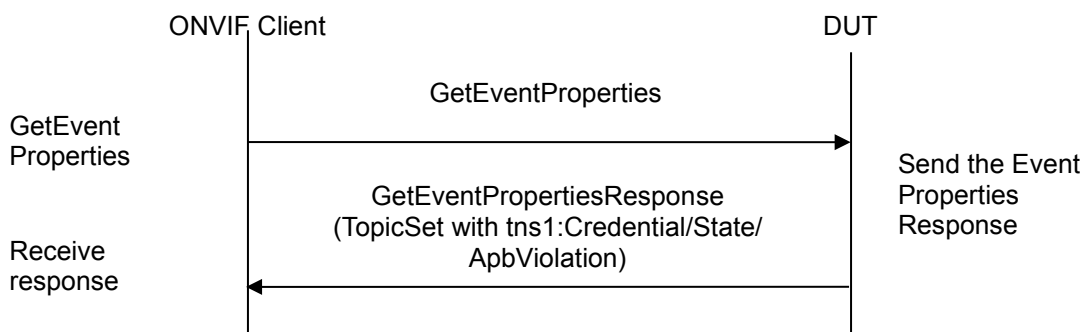 ONVIF Client
DUT
GetEventProperties
GetEvent
Properties
Send the Event
Properties
Response
GetEventPropertiesResponse
(TopicSet with tns1:Credential/State/
ApbViolation)
Receive
response